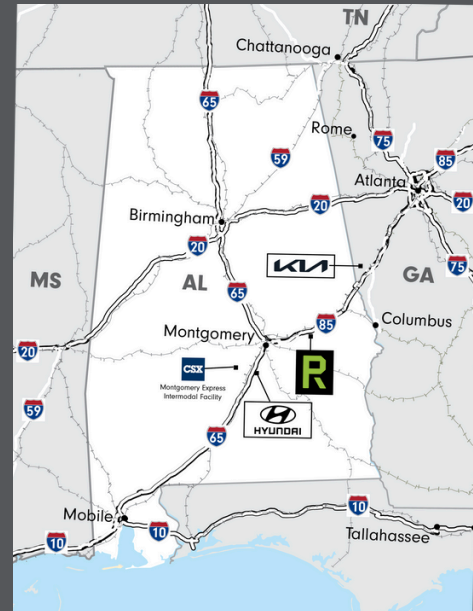 TN
Chattanooga
65
Rome
75
59
85
Atlanta
20
20
Birmingham
75
20
KIA
MS
AL
GA
65
85
Columbus
Montgomery
20
CSX
R
Montgomery Express
Intermodal Facility
59
HYUNDAI
65
10
Mobile
10
10
Tallahassee